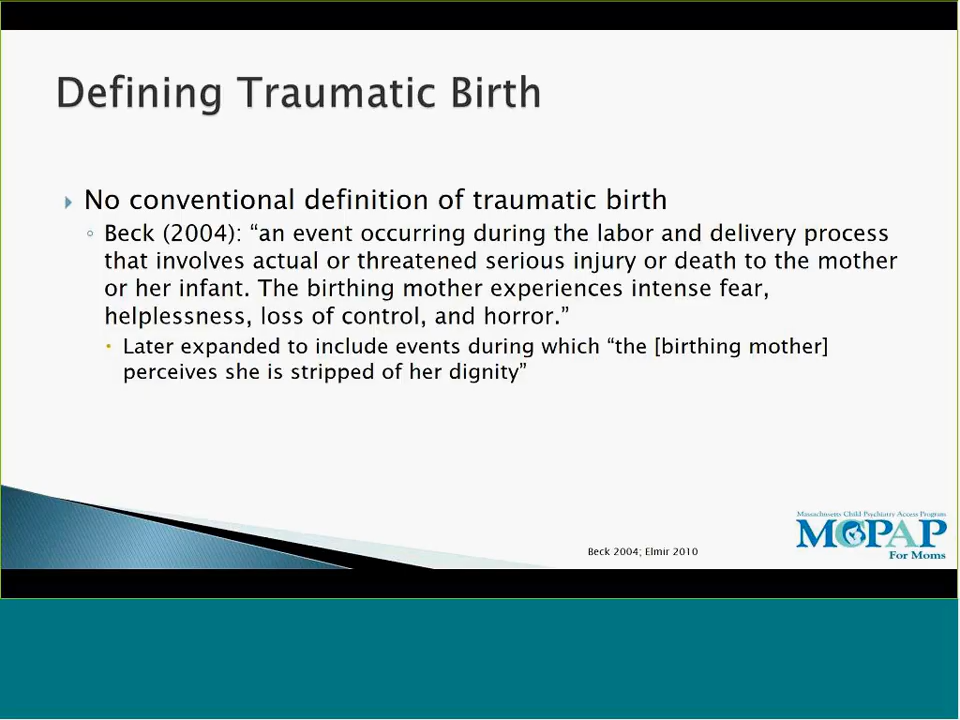 Defining Traumatic Birth
No conventional definition of traumatic birth
Beck (2004): “an event occurring during the labor and delivery process
that involves actual or threatened serious injury or death to the mother
or her infant. The birthing mother experiences intense fear,
helplessness, loss of control, and horror.”
Later expanded to include events during which “the [birthing mother]
perceives she is stripped of her dignity”
Beck 2004; Elmir 2010
Massachusetts Child Psychiatry Access Program
MCPAP
For Moms